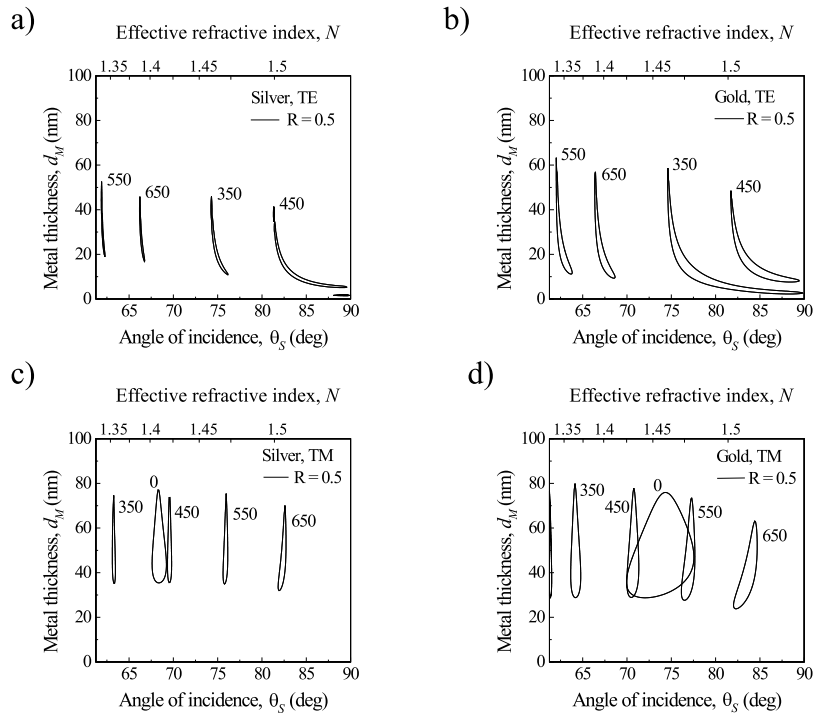 a)
Effective refractive index, N
1.35 1.4 1.45 1.5
100
80
60
40
20
0
Metal thickness, d_M (nm)
Silver, TE
R = 0.5
550
650
350
450
65 70 75 80 85 90
Angle of incidence, θ_S (deg)
b)
Effective refractive index, N
1.35 1.4 1.45 1.5
100
80
60
40
20
0
Metal thickness, d_M (nm)
Gold, TE
R = 0.5
550
650
350
450
65 70 75 80 85 90
Angle of incidence, θ_S (deg)
c)
Effective refractive index, N
1.35 1.4 1.45 1.5
100
80
60
40
20
0
Metal thickness, d_M (nm)
Silver, TM
R = 0.5
0
350
450
550
650
65 70 75 80 85 90
Angle of incidence, θ_S (deg)
d)
Effective refractive index, N
1.35 1.4 1.45 1.5
100
80
60
40
20
0
Metal thickness, d_M (nm)
Gold, TM
R = 0.5
0
350
450
550
650
65 70 75 80 85 90
Angle of incidence, θ_S (deg)